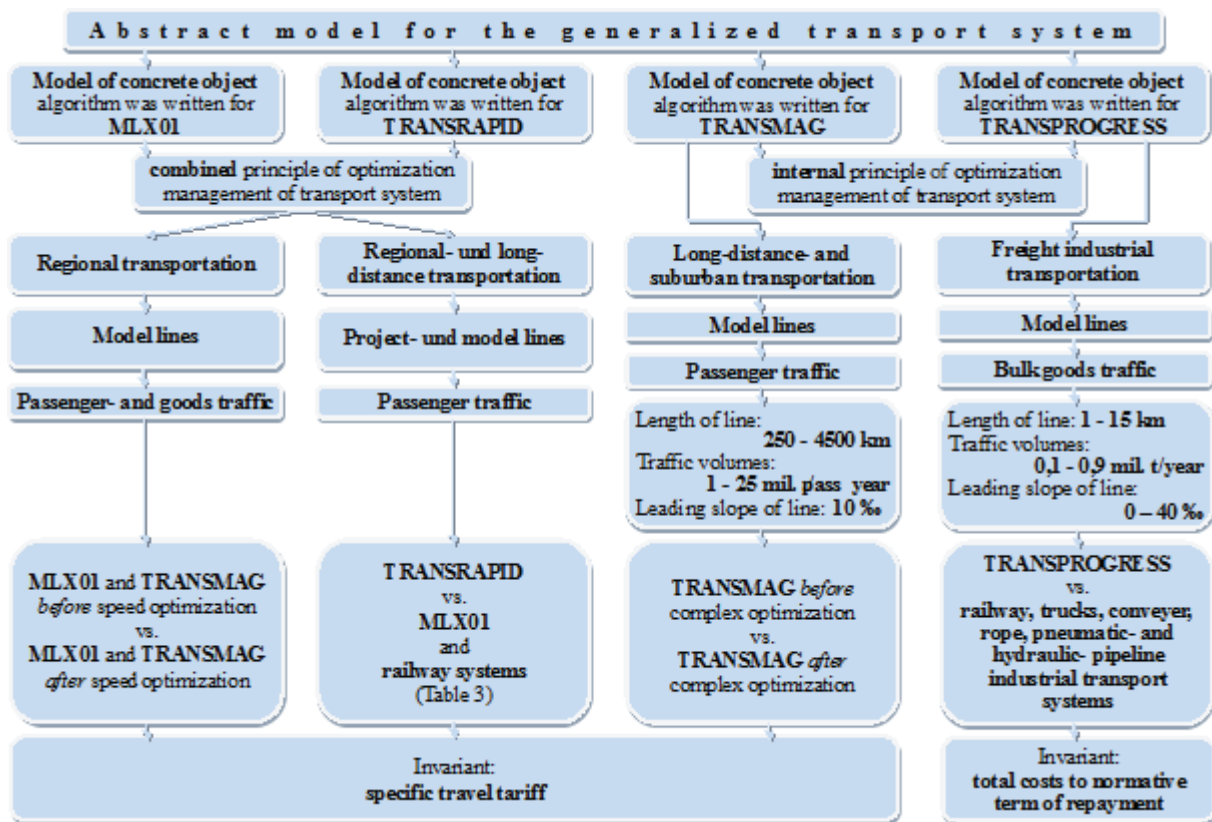 Abstract model for the generalized transport system
Model of concrete object
algorithm was written for
MLX01
Model of concrete object
algorithm was written for
TRANSRAPID
Model of concrete object
algorithm was written for
TRANSMAG
Model of concrete object
algorithm was written for
TRANSPROGRESS
combined principle of optimization
management of transport system
internal principle of optimization
management of transport system
Regional transportation
Regional- und long-
distance transportation
Long-distance- and
suburban transportation
Freight industrial
transportation
Model lines
Project- und model lines
Model lines
Model lines
Passenger- and goods traffic
Passenger traffic
Passenger traffic
Bulk goods traffic
Length of line:
250 - 4500 km
Traffic volumes:
1 - 25 mil. p/ass year
Leading slope of line: 10 ‰
Length of line: 1 - 15 km
Traffic volumes:
0,1 - 0,9 mil. t/year
Leading slope of line:
0 – 40 ‰
MLX01 and TRANSMAG
before speed optimization
vs.
MLX01 and TRANSMAG
after speed optimization
TRANSRAPID
vs.
MLX01
and
railway systems
(Table 3)
TRANSMAG before
complex optimization
vs.
TRANSMAG after
complex optimization
TRANSPROGRESS
vs.
railway, trucks, conveyer,
rope, pneumatic- and
hydraulic- pipeline
industrial transport
systems
Invariant:
specific travel tariff
Invariant:
total costs to normative
term of repayment